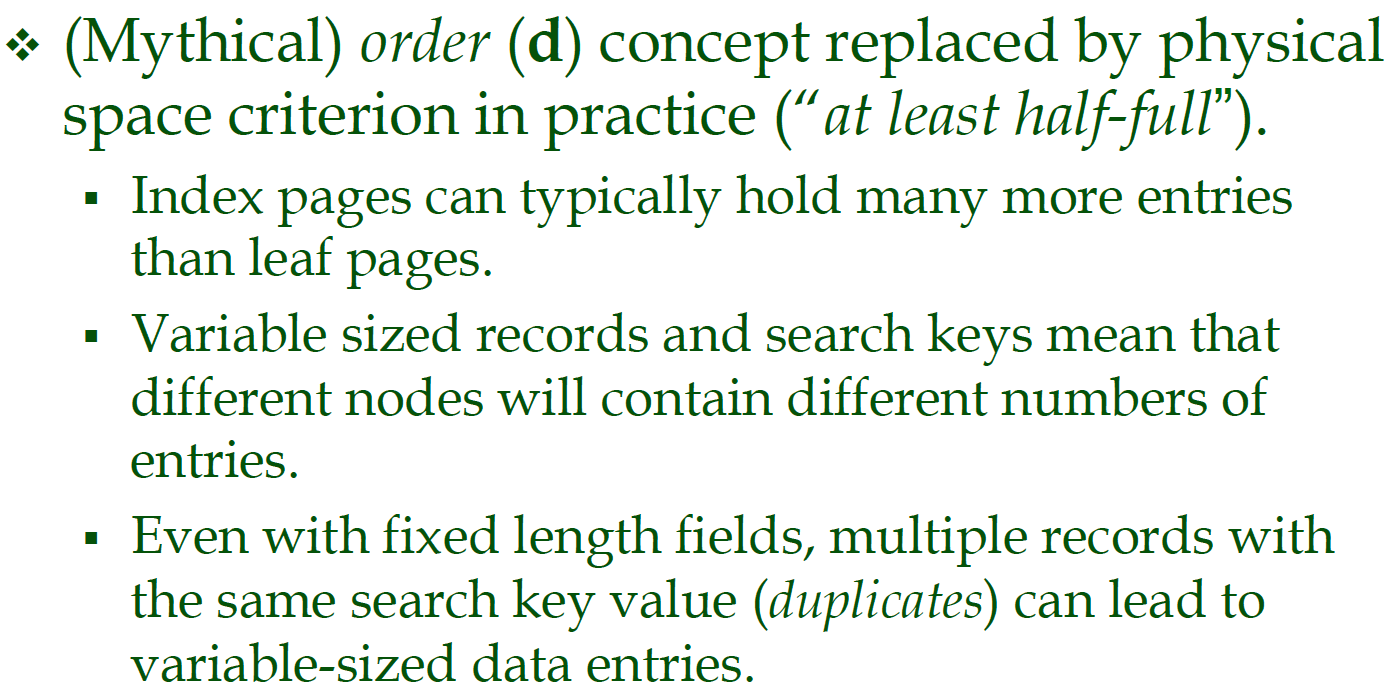 ❖ (Mythical) order (d) concept replaced by physical
space criterion in practice (“at least half-full”).
▪ Index pages can typically hold many more entries
than leaf pages.
▪ Variable sized records and search keys mean that
different nodes will contain different numbers of
entries.
▪ Even with fixed length fields, multiple records with
the same search key value (duplicates) can lead to
variable-sized data entries.